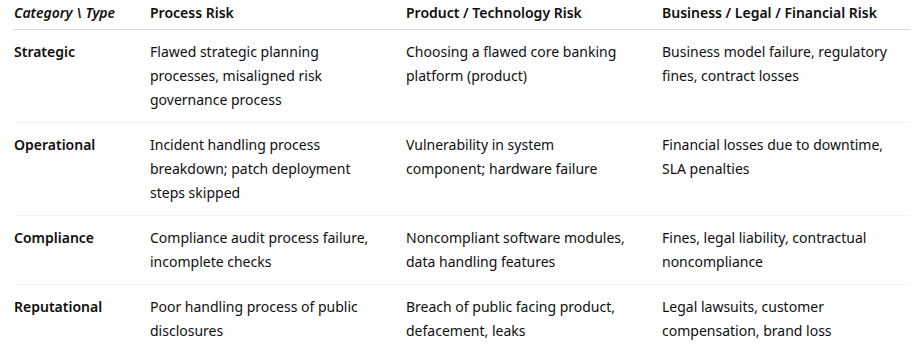 Category \ Type Process Risk Product / Technology Risk Business / Legal / Financial Risk
Strategic Flawed strategic planning Choosing a flawed core banking Business model failure, regulatory
processes, misaligned risk platform (product) fines, contract losses
governance process
Operational Incident handling process Vulnerability in system Financial losses due to downtime,
breakdown; patch deployment component; hardware failure SLA penalties
steps skipped
Compliance Compliance audit process failure, Noncompliant software modules, Fines, legal liability, contractual
incomplete checks data handling features noncompliance
Reputational Poor handling process of public Breach of public facing product, Legal lawsuits, customer
disclosures defacement, leaks compensation, brand loss